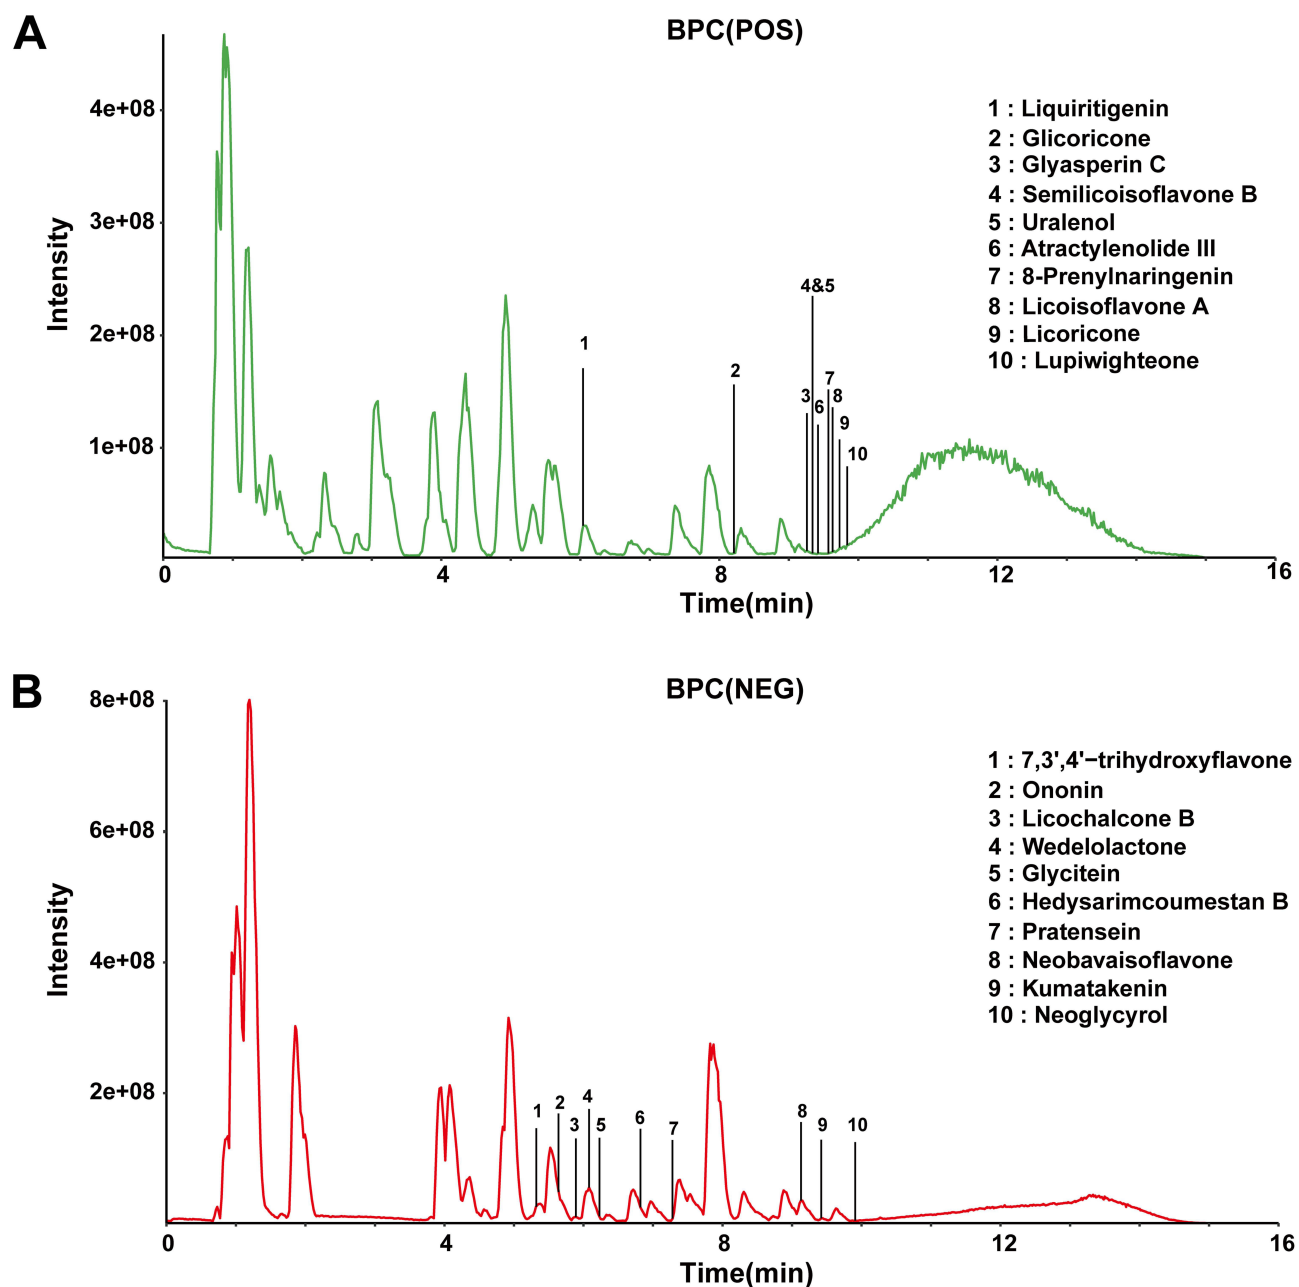 A
BPC(POS)
Intensity
4e+08
3e+08
2e+08
1e+08
1
2
3
4&5
6
7
8
9
10
1 : Liquiritigenin
2 : Glicoricone
3 : Glyasperin C
4 : Semilicoisoflavone B
5 : Uralenol
6 : Atractylenolide III
7 : 8-Prenylnaringenin
8 : Licoisoflavone A
9 : Licoricone
10 : Lupiwighteone
0 4 8 12 16
Time(min)
B
BPC(NEG)
Intensity
8e+08
6e+08
4e+08
2e+08
1
2
3
4
5
6
7
8
9
10
1 : 7,3',4'−trihydroxyflavone
2 : Ononin
3 : Licochalcone B
4 : Wedelolactone
5 : Glycitein
6 : Hedysarimcoumestan B
7 : Pratensein
8 : Neobavaisoflavone
9 : Kumatakenin
10 : Neoglycyrol
0 4 8 12 16
Time(min)